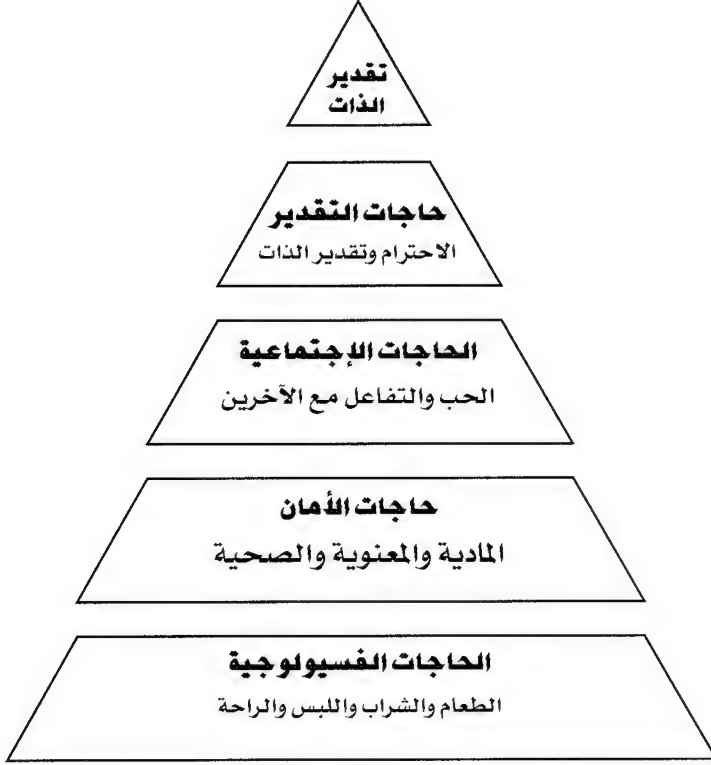 تقدير
الذات
حاجات التقدير
الاحترام وتقدير الذات
الحاجات الإجتماعية
الحب والتفاعل مع الآخرين
حاجات الأمان
المادية والمعنوية والصحية
الحاجات الفسيولوجية
الطعام والشراب واللبس والراحة